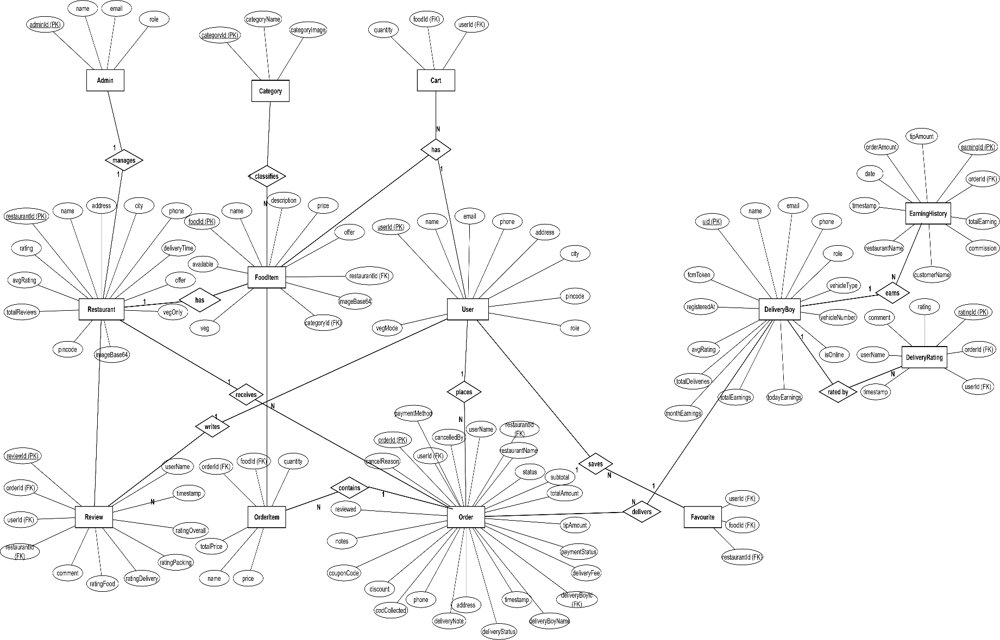 name
email
adminId (PK)
role
Admin
categoryName
categoryId (PK)
categoryImage
Category
foodId (FK)
userId (FK)
quantity
Cart
N
has
1
1
manages
1
1
classifies
N
restaurantId (PK)
name
address
city
phone
rating
deliveryTime
avgRating
offer
totalReviews
vegOnly
pincode
imageBase64
Restaurant
1
has
foodId (PK)
name
description
price
offer
available
restaurantId (FK)
imageBase64
categoryId (FK)
veg
FoodItem
userId (PK)
name
email
phone
address
city
pincode
role
vegMode
User
uid (PK)
name
email
phone
role
fcmToken
vehicleType
registeredAt
vehicleNumber
avgRating
isOnline
totalDeliveries
totalEarnings
todayEarnings
monthEarnings
DeliveryBoy
tipAmount
orderAmount
earningId (PK)
date
orderId (FK)
timestamp
totalEarning
restaurantName
commission
customerName
EarningHistory
N
1
earns
rating
comment
ratingId (PK)
userName
orderId (FK)
timestamp
userId (FK)
DeliveryRating
1
N
rated by
1
receives
N
1
writes
1
places
N
1
saves
N
1
N
delivers
reviewId (PK)
userName
orderId (FK)
timestamp
N
userId (FK)
ratingOverall
restaurantId
(FK)
ratingPacking
comment
ratingFood
ratingDelivery
Review
orderId (FK)
foodId (FK)
quantity
totalPrice
name
price
OrderItem
contains
1
N
paymentMethod
orderId (PK)
cancelledBy
userName
restaurantId
(FK)
userId (FK)
restaurantName
cancelReason
status
subtotal
totalAmount
reviewed
tipAmount
notes
paymentStatus
couponCode
deliveryFee
discount
deliveryBoyId
(FK)
phone
address
timestamp
codCollected
deliveryNote
deliveryBoyName
deliveryStatus
Order
userId (FK)
foodId (FK)
restaurantId (FK)
Favourite